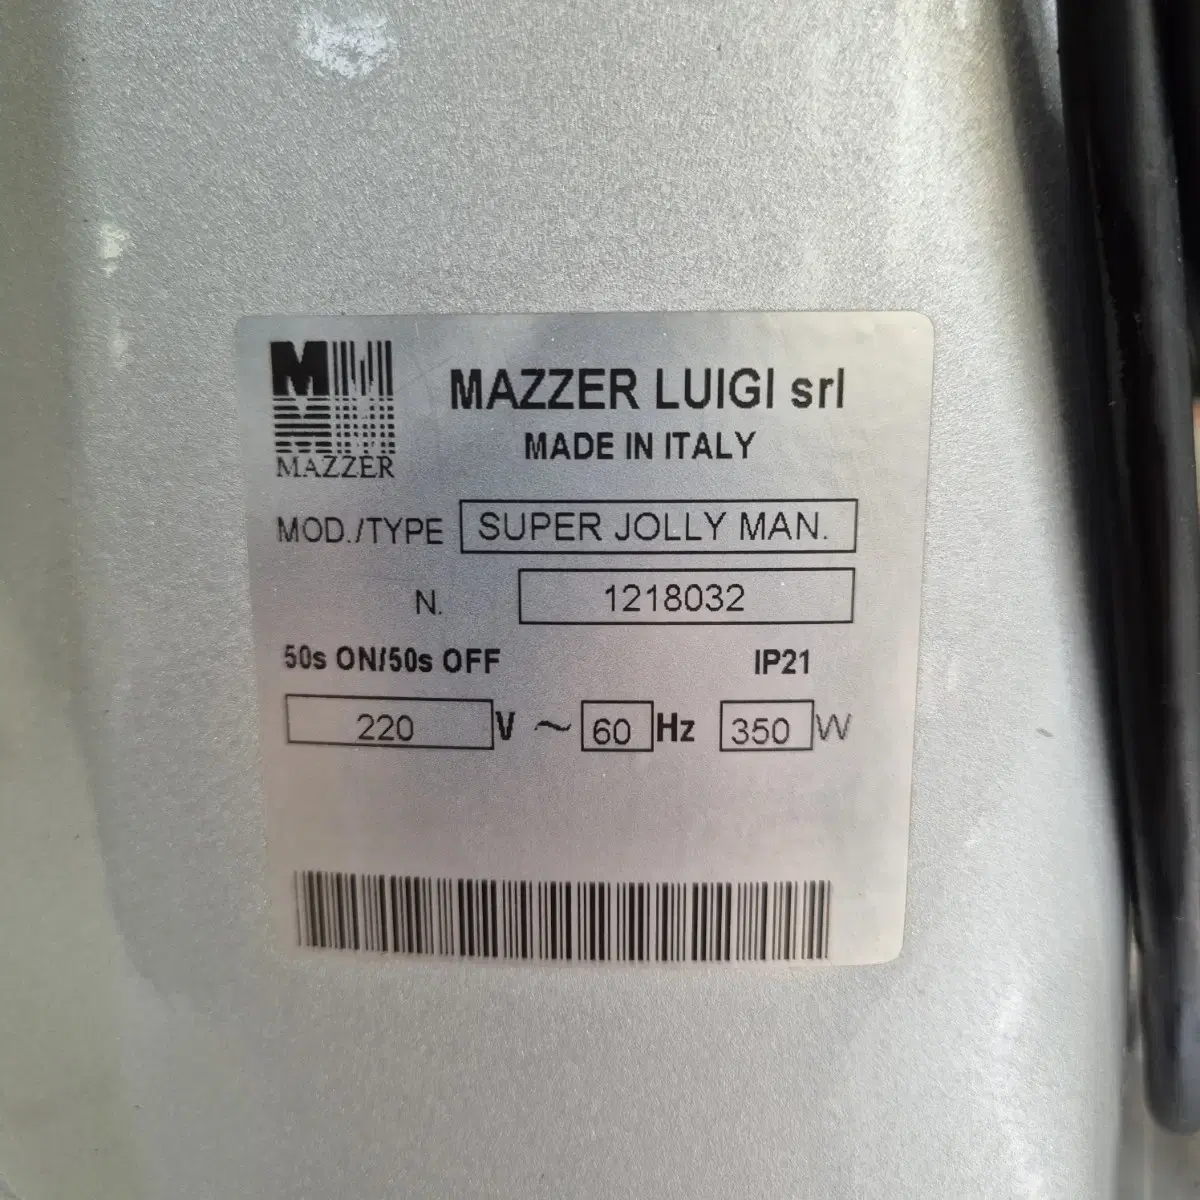 MAZZER
MAZZER LUIGI srl
MADE IN ITALY
MOD./TYPE SUPER JOLLY MAN.
N. 1218032
50s ON/50s OFF IP21
220 V ~ 60 Hz 350 W